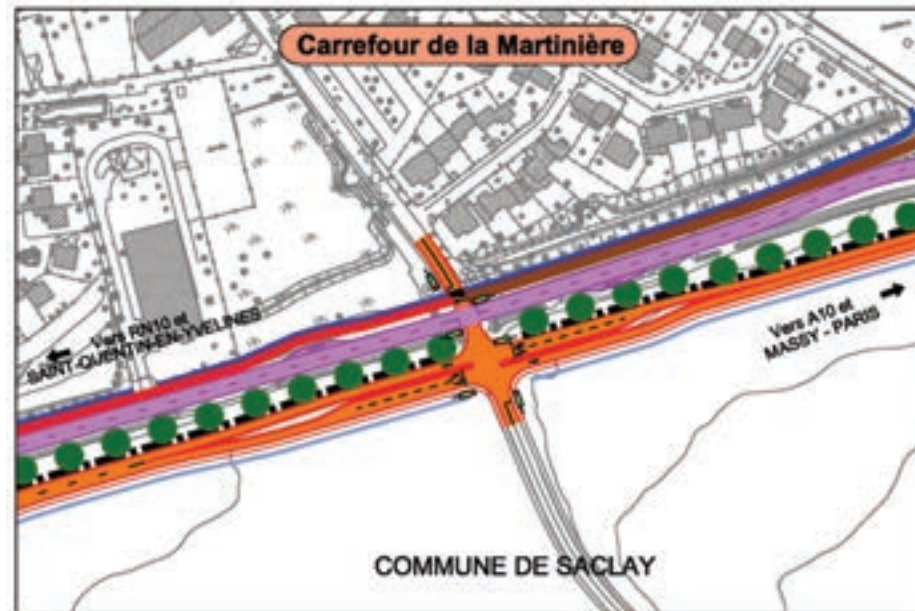 Carrefour de la Martinière
Vers RN10 et
SAINT-QUENTIN-EN-YVELINES
Vers A10 et
MASSY - PARIS
COMMUNE DE SACLAY